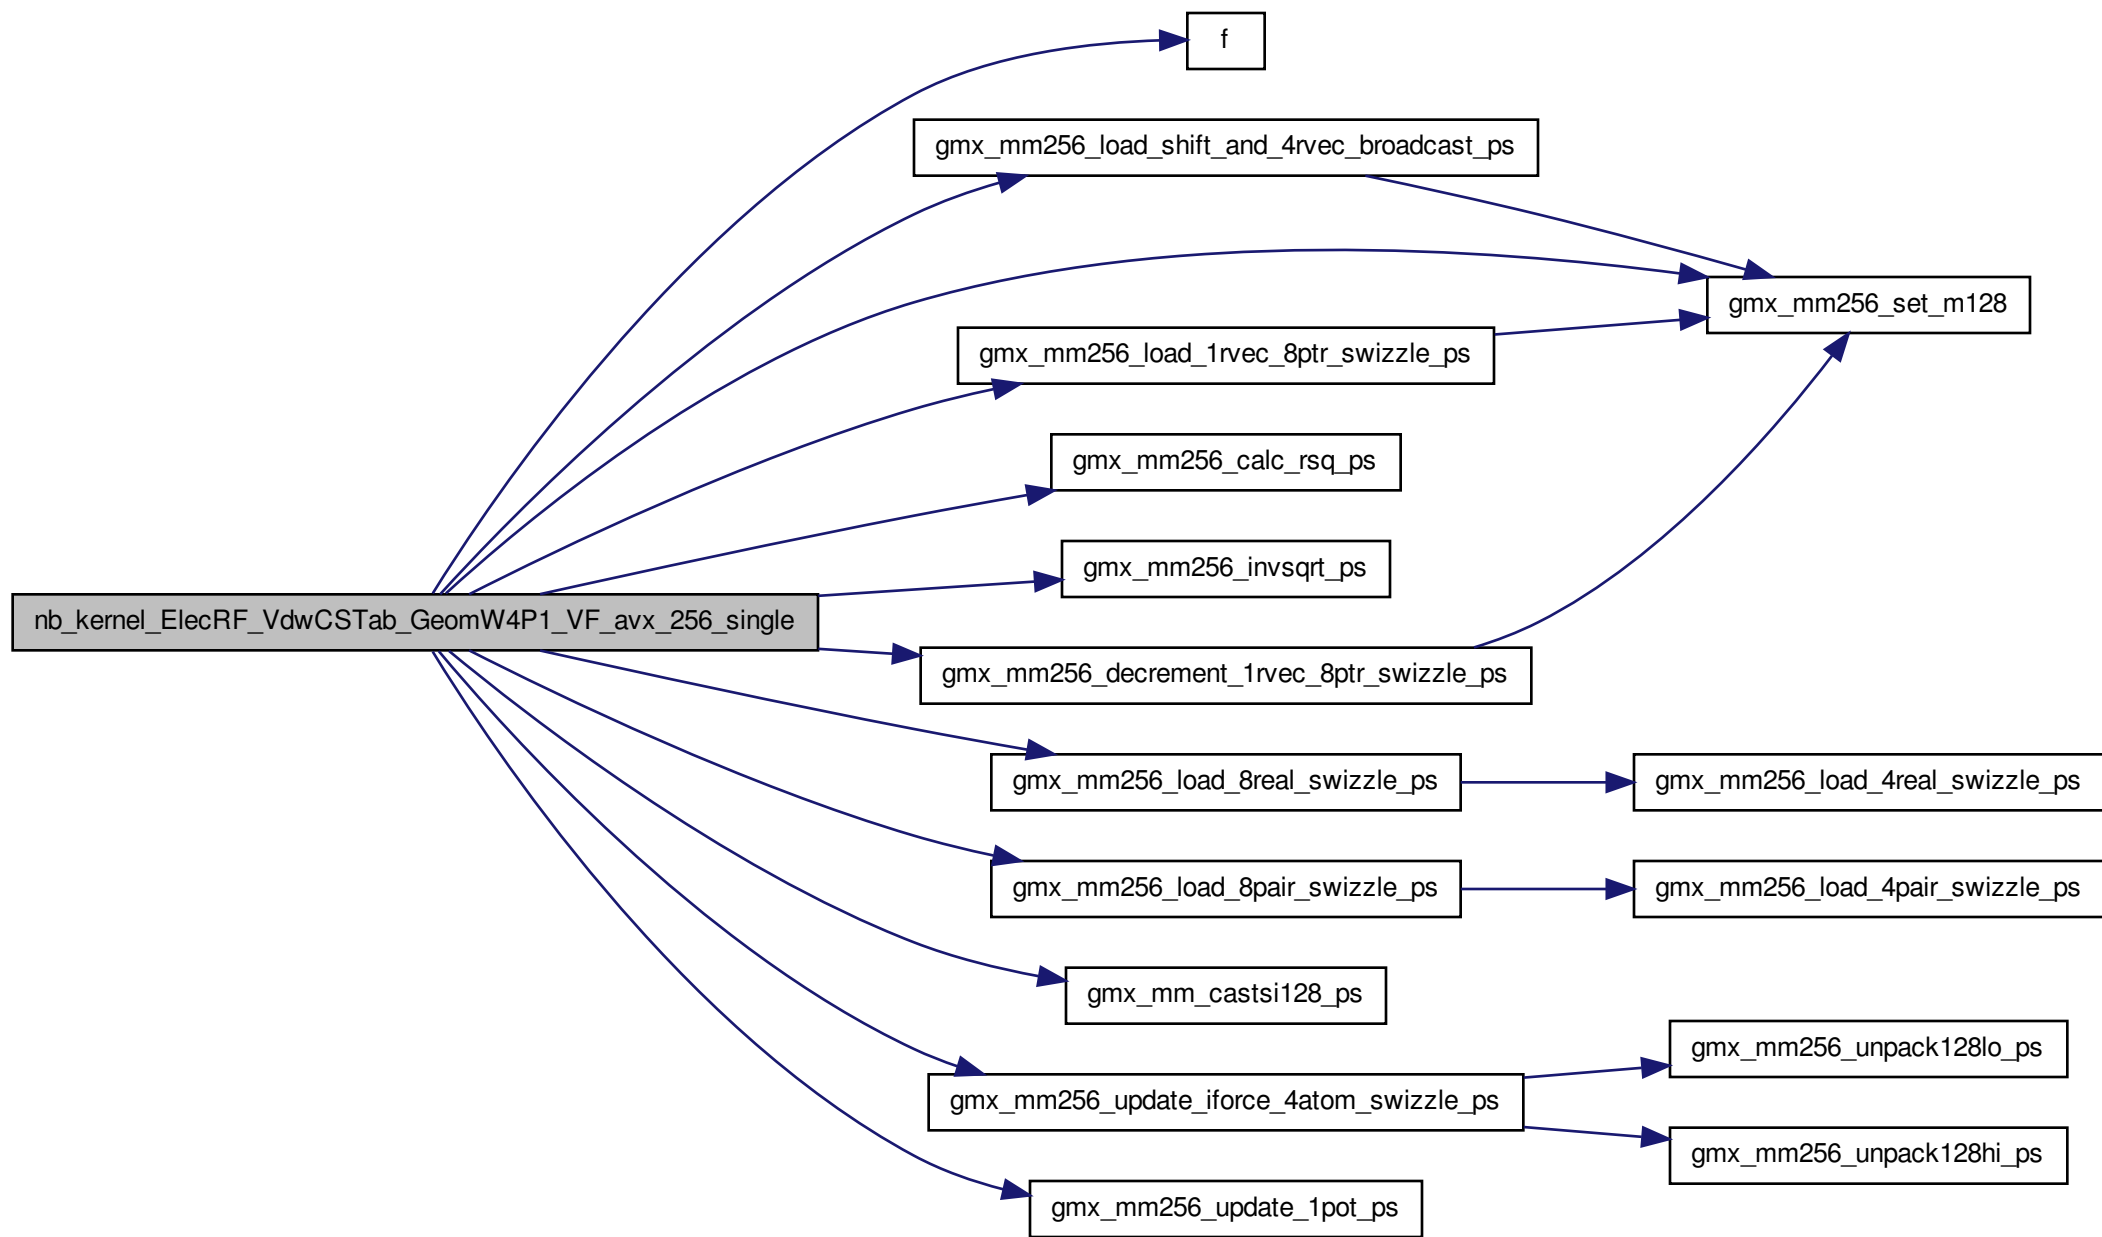 f
gmx_mm256_load_shift_and_4rvec_broadcast_ps
gmx_mm256_set_m128
gmx_mm256_load_1rvec_8ptr_swizzle_ps
gmx_mm256_calc_rsq_ps
gmx_mm256_invsqrt_ps
nb_kernel_ElecRF_VdwCSTab_GeomW4P1_VF_avx_256_single
gmx_mm256_decrement_1rvec_8ptr_swizzle_ps
gmx_mm256_load_8real_swizzle_ps
gmx_mm256_load_4real_swizzle_ps
gmx_mm256_load_8pair_swizzle_ps
gmx_mm256_load_4pair_swizzle_ps
gmx_mm_castsi128_ps
gmx_mm256_unpack128lo_ps
gmx_mm256_update_iforce_4atom_swizzle_ps
gmx_mm256_unpack128hi_ps
gmx_mm256_update_1pot_ps